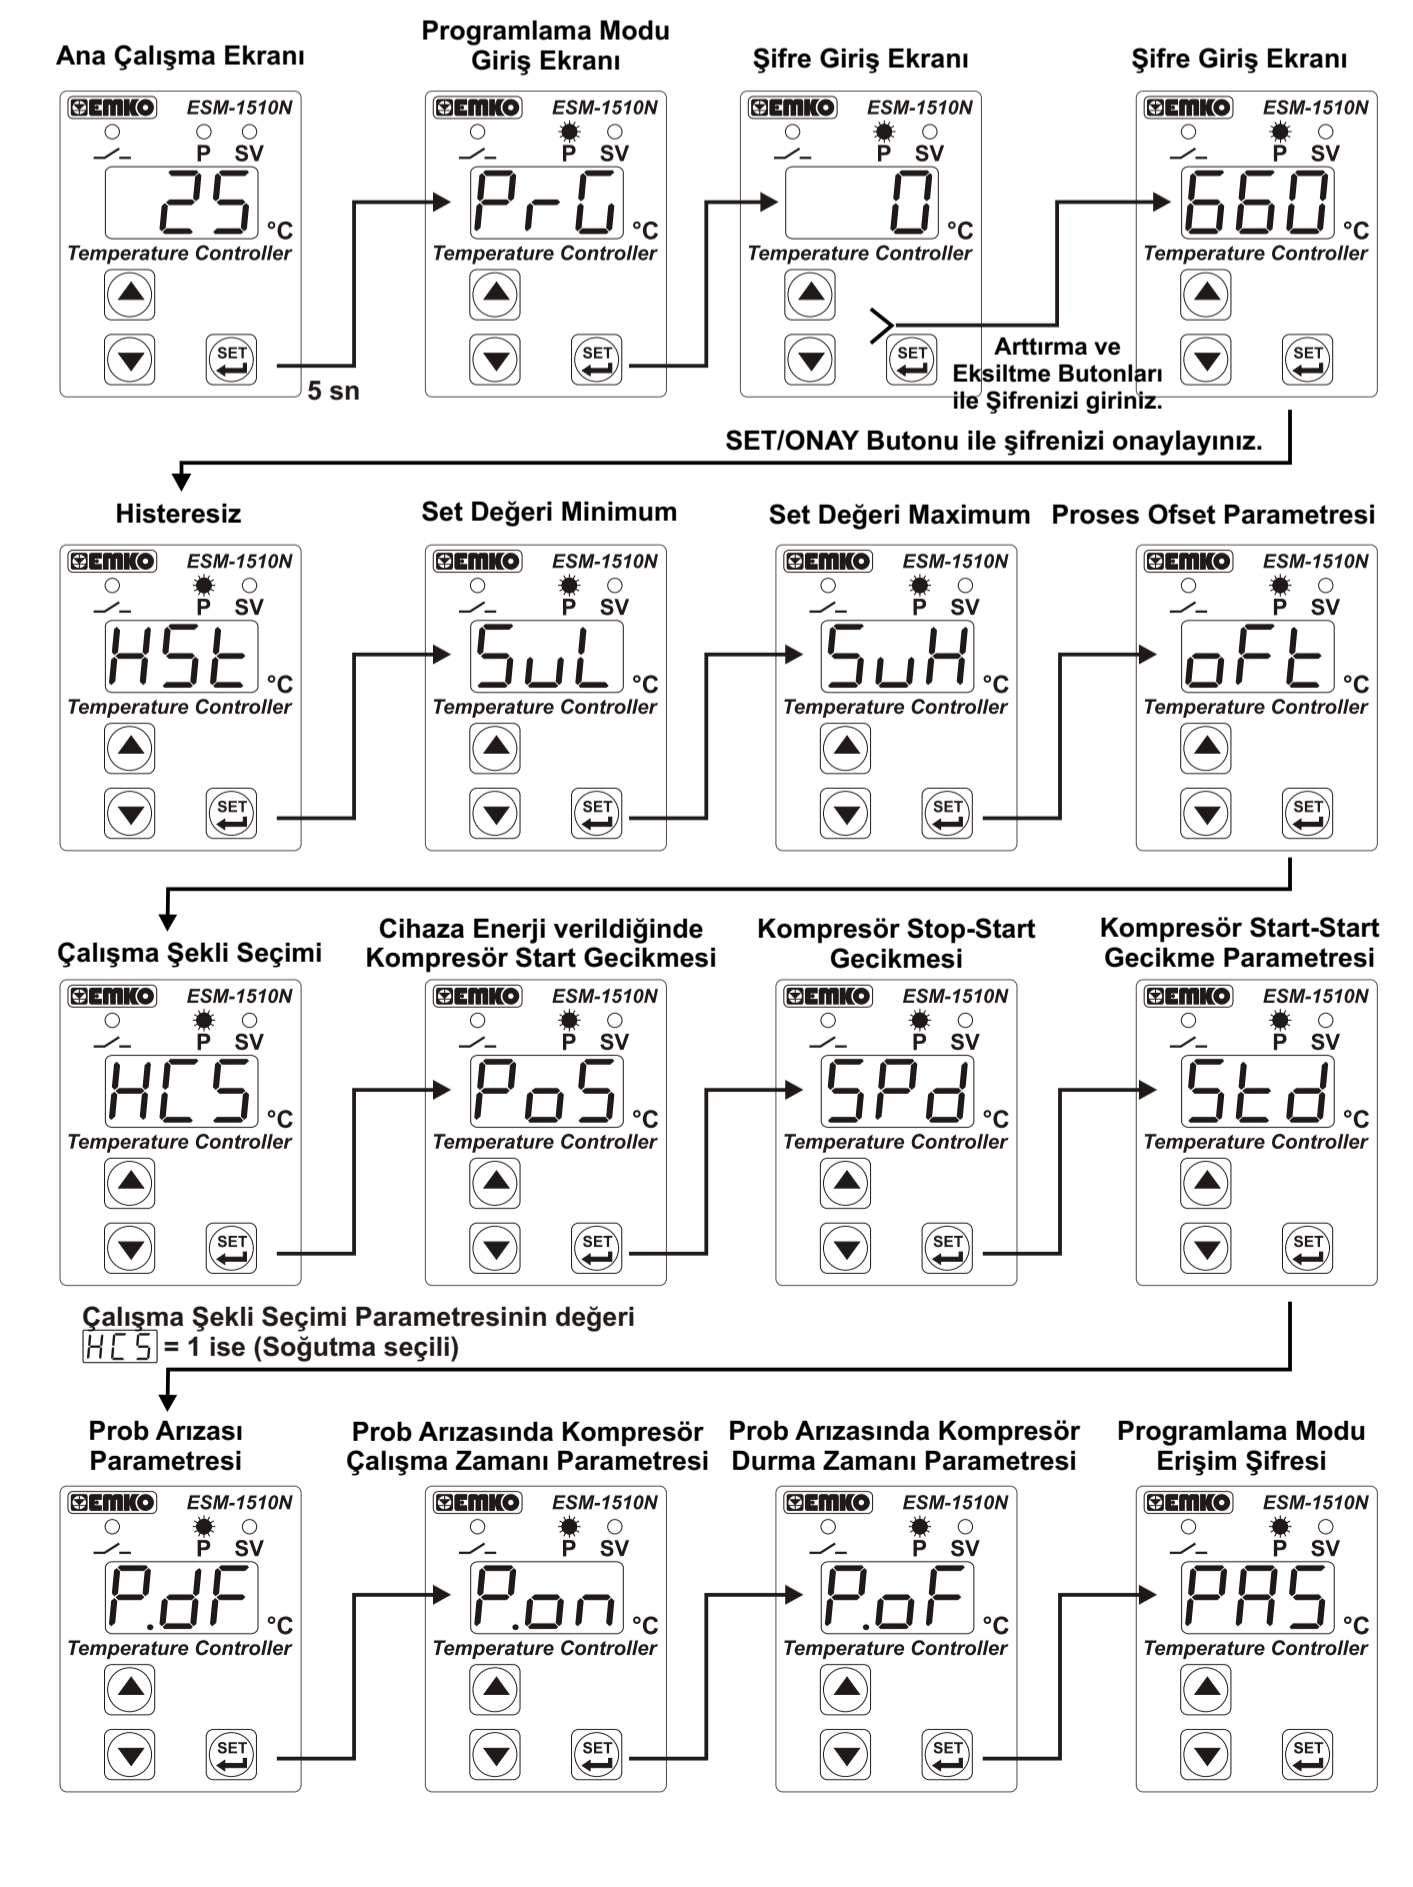 Ana Çalışma Ekranı
Programlama Modu
Giriş Ekranı
Şifre Giriş Ekranı
Şifre Giriş Ekranı
EMKO ESM-1510N
P SV
25 °C
Temperature Controller
SET
5 sn
EMKO ESM-1510N
P SV
PrG °C
Temperature Controller
SET
EMKO ESM-1510N
P SV
0 °C
Temperature Controller
SET
Arttırma ve
Eksiltme Butonları
ile Şifrenizi giriniz.
EMKO ESM-1510N
P SV
660 °C
Temperature Controller
SET
SET/ONAY Butonu ile şifrenizi onaylayınız.
Histeresiz
Set Değeri Minimum
Set Değeri Maximum
Proses Ofset Parametresi
EMKO ESM-1510N
P SV
HSt °C
Temperature Controller
SET
EMKO ESM-1510N
P SV
SuL °C
Temperature Controller
SET
EMKO ESM-1510N
P SV
SuH °C
Temperature Controller
SET
EMKO ESM-1510N
P SV
oFt °C
Temperature Controller
SET
Çalışma Şekli Seçimi
Cihaza Enerji verildiğinde
Kompresör Start Gecikmesi
Kompresör Stop-Start
Gecikmesi
Kompresör Start-Start
Gecikme Parametresi
EMKO ESM-1510N
P SV
HCS °C
Temperature Controller
SET
EMKO ESM-1510N
P SV
PoS °C
Temperature Controller
SET
EMKO ESM-1510N
P SV
SPd °C
Temperature Controller
SET
EMKO ESM-1510N
P SV
Std °C
Temperature Controller
SET
Çalışma Şekli Seçimi Parametresinin değeri
HCS = 1 ise (Soğutma seçili)
Prob Arızası
Parametresi
Prob Arızasında Kompresör
Çalışma Zamanı Parametresi
Prob Arızasında Kompresör
Durma Zamanı Parametresi
Programlama Modu
Erişim Şifresi
EMKO ESM-1510N
P SV
P.dF °C
Temperature Controller
SET
EMKO ESM-1510N
P SV
P.on °C
Temperature Controller
SET
EMKO ESM-1510N
P SV
P.oF °C
Temperature Controller
SET
EMKO ESM-1510N
P SV
PAS °C
Temperature Controller
SET